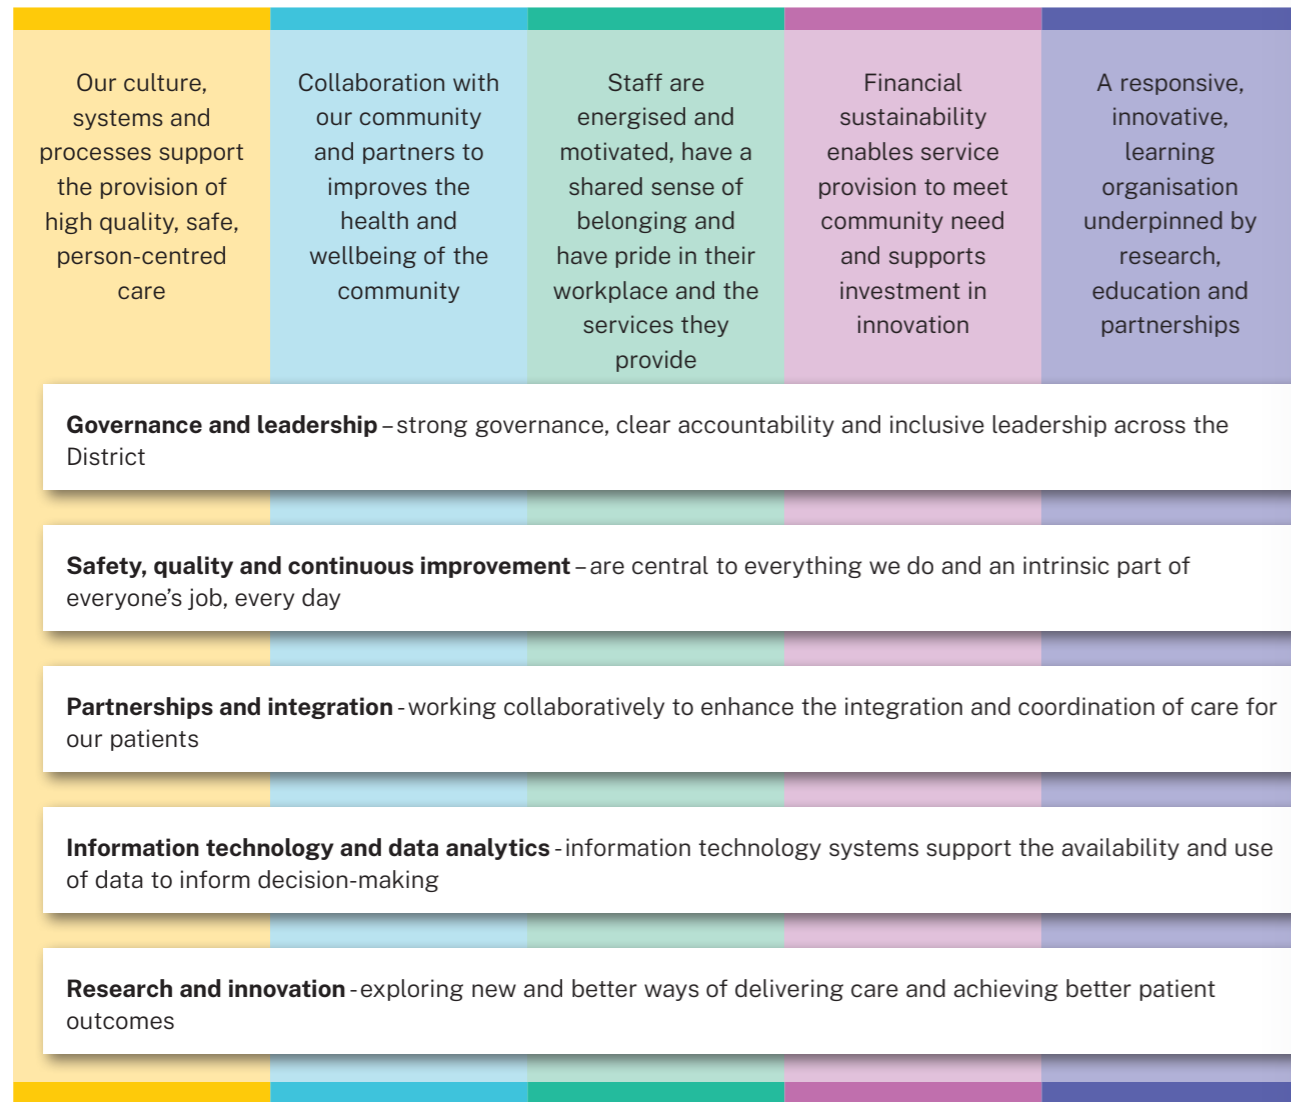 Our culture,
systems and
processes support
the provision of
high quality, safe,
person-centred
care
Collaboration with
our community
and partners to
improves the
health and
wellbeing of the
community
Staff are
energised and
motivated, have a
shared sense of
belonging and
have pride in their
workplace and the
services they
provide
Financial
sustainability
enables service
provision to meet
community need
and supports
investment in
innovation
A responsive,
innovative,
learning
organisation
underpinned by
research,
education and
partnerships
Governance and leadership – strong governance, clear accountability and inclusive leadership across the
District
Safety, quality and continuous improvement – are central to everything we do and an intrinsic part of
everyone’s job, every day
Partnerships and integration - working collaboratively to enhance the integration and coordination of care for
our patients
Information technology and data analytics - information technology systems support the availability and use
of data to inform decision-making
Research and innovation - exploring new and better ways of delivering care and achieving better patient
outcomes